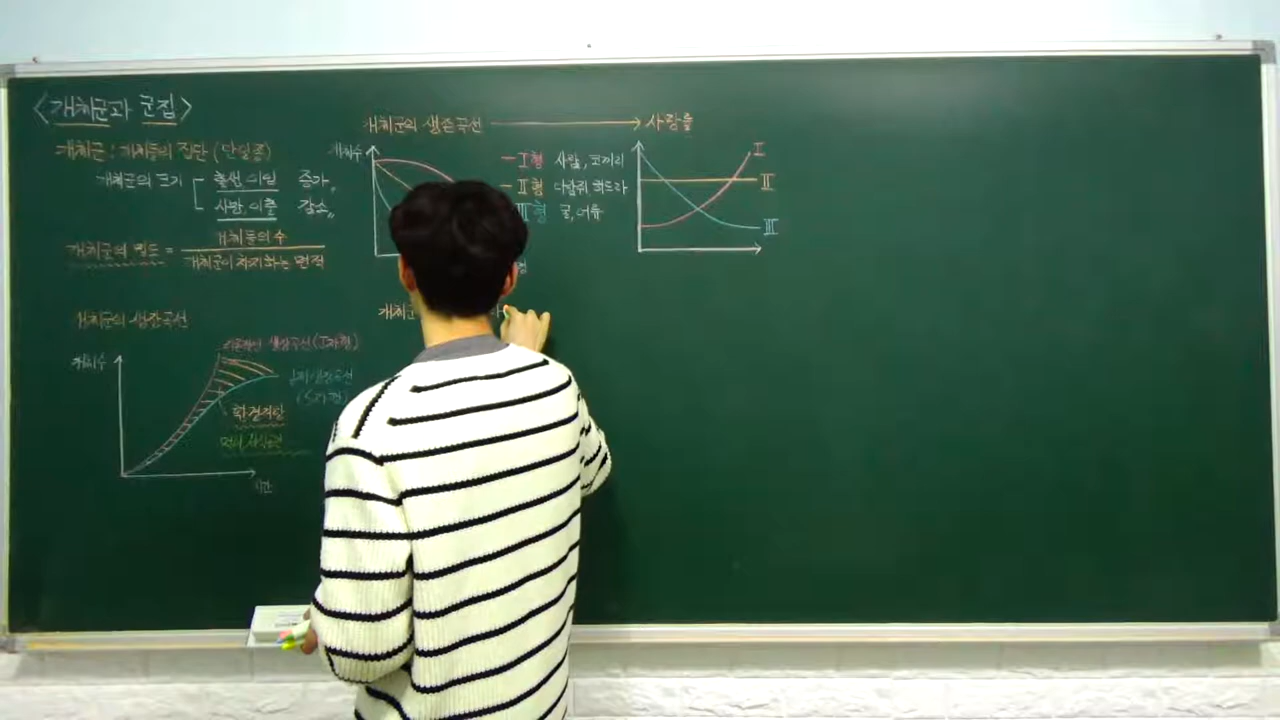 <개체군과 군집>
개체군 : 개체들의 집단 (단일종)
개체군의 크기
출생, 이입 증가
사망, 이출 감소
개체군의 밀도 = 개체들의 수
개체군이 차지하는 면적
개체군의 생장곡선
개체수
이론적인 생장곡선 (J자형)
(S자형)
환경저항
시간
개체군의 생존곡선 → 사망률
개체수
Ⅰ형 사람, 코끼리
Ⅱ형 다람쥐, 히드라
Ⅲ형 굴, 어류
Ⅰ
Ⅱ
Ⅲ